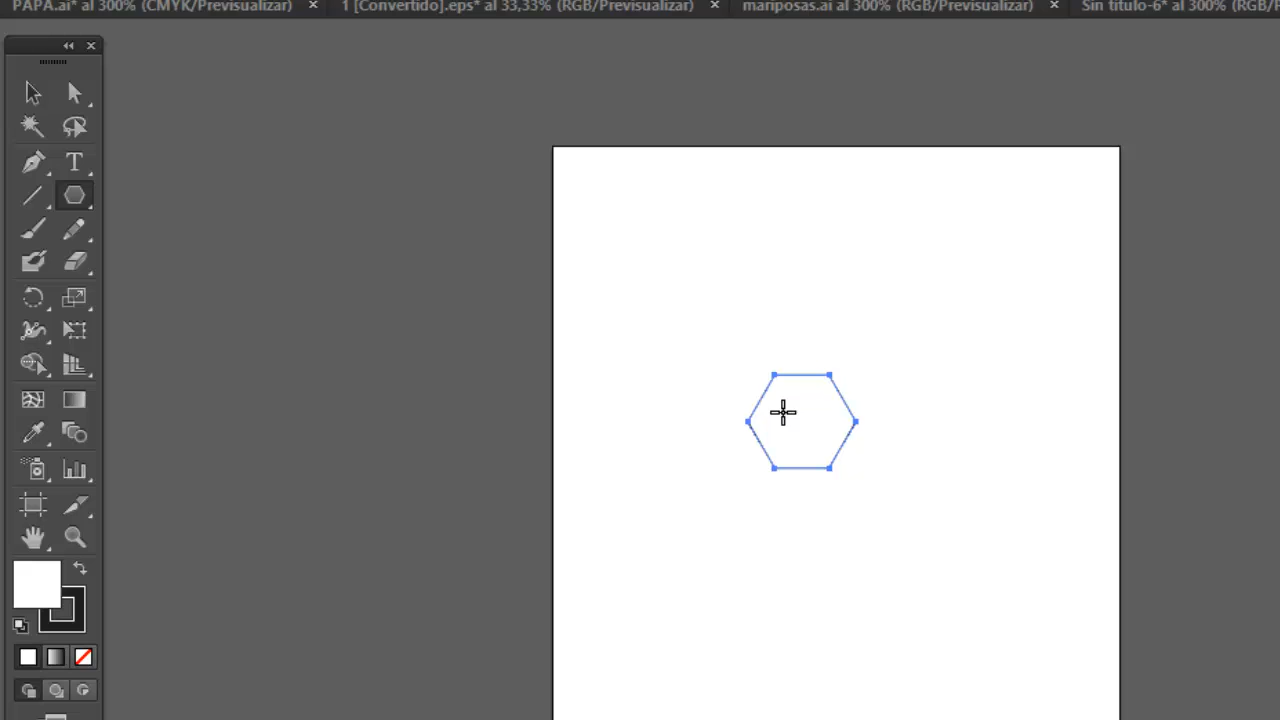 PAPA.ai* al 300% (CMYK/Previsualizar) × 1 [Convertido].eps* al 33,33% (RGB/Previsualizar) × mariposas.ai al 300% (RGB/Previsualizar) × Sin título-6* al 300% (RGB/
T